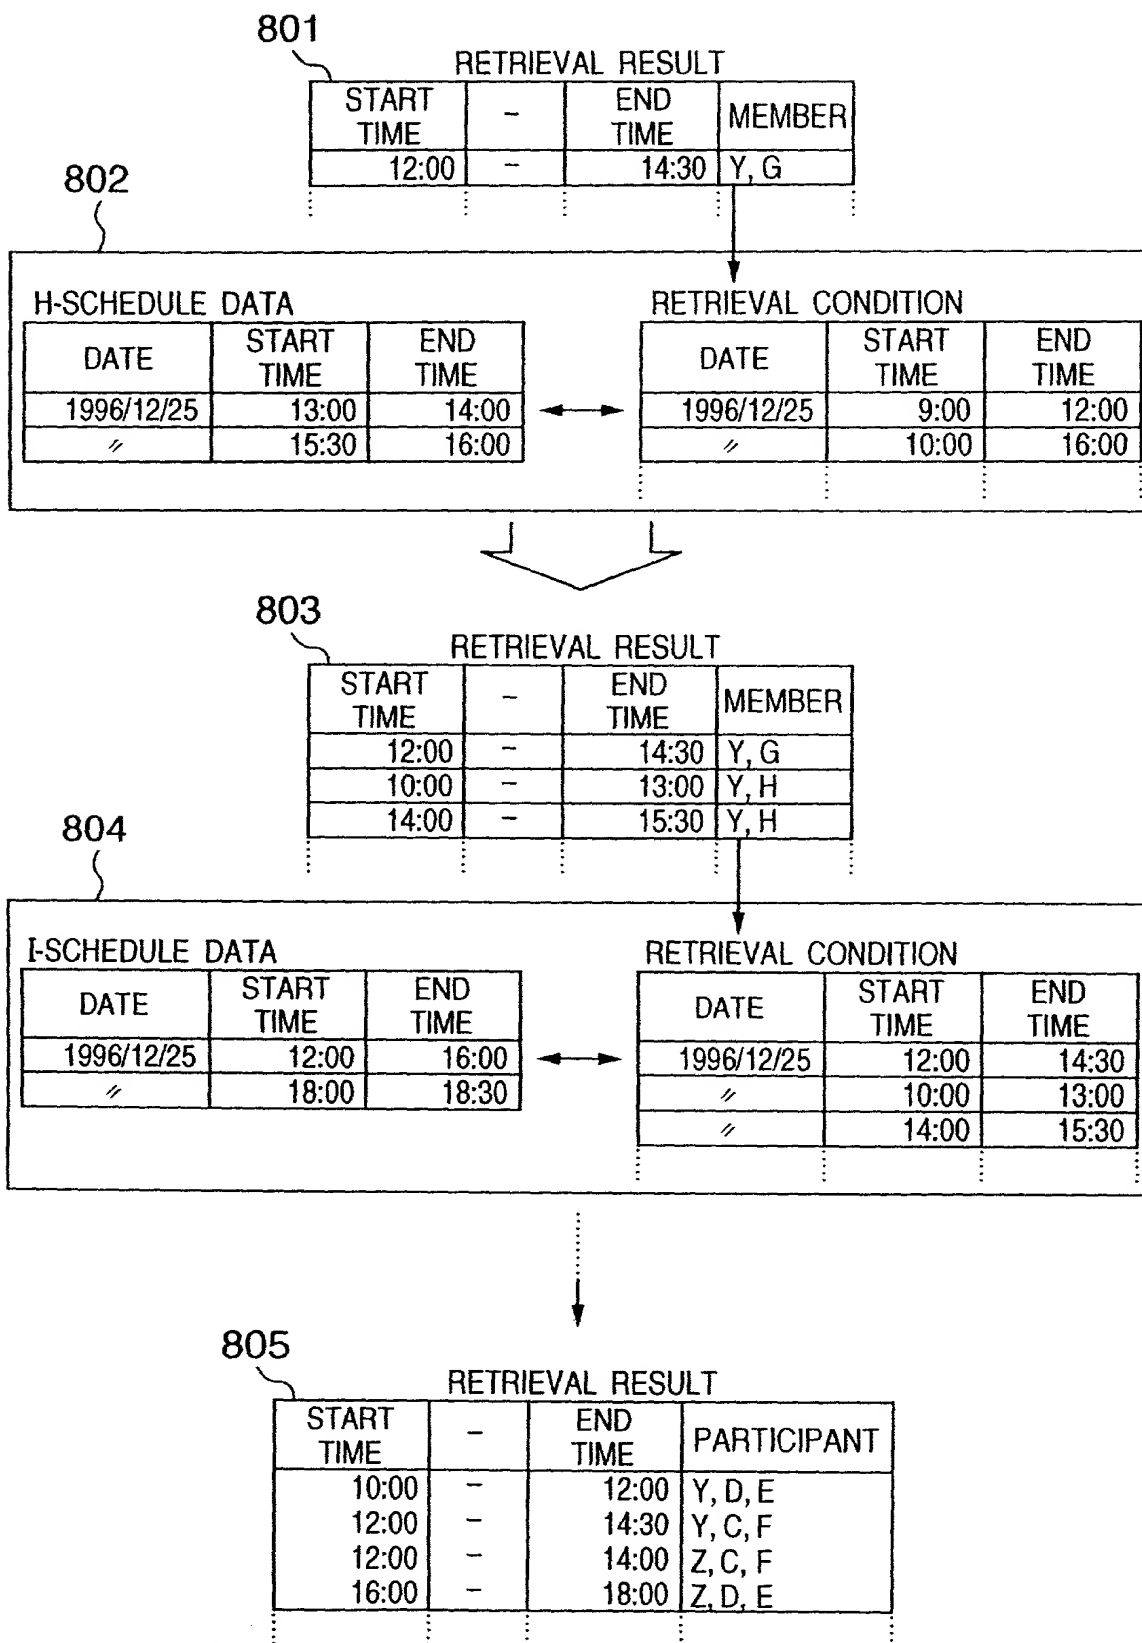 801
RETRIEVAL RESULT
START TIME - END TIME MEMBER
12:00 - 14:30 Y, G
802
H-SCHEDULE DATA
DATE START TIME END TIME
1996/12/25 13:00 14:00
〃 15:30 16:00
RETRIEVAL CONDITION
DATE START TIME END TIME
1996/12/25 9:00 12:00
〃 10:00 16:00
803
RETRIEVAL RESULT
START TIME - END TIME MEMBER
12:00 - 14:30 Y, G
10:00 - 13:00 Y, H
14:00 - 15:30 Y, H
804
I-SCHEDULE DATA
DATE START TIME END TIME
1996/12/25 12:00 16:00
〃 18:00 18:30
RETRIEVAL CONDITION
DATE START TIME END TIME
1996/12/25 12:00 14:30
〃 10:00 13:00
〃 14:00 15:30
805
RETRIEVAL RESULT
START TIME - END TIME PARTICIPANT
10:00 - 12:00 Y, D, E
12:00 - 14:30 Y, C, F
12:00 - 14:00 Z, C, F
16:00 - 18:00 Z, D, E